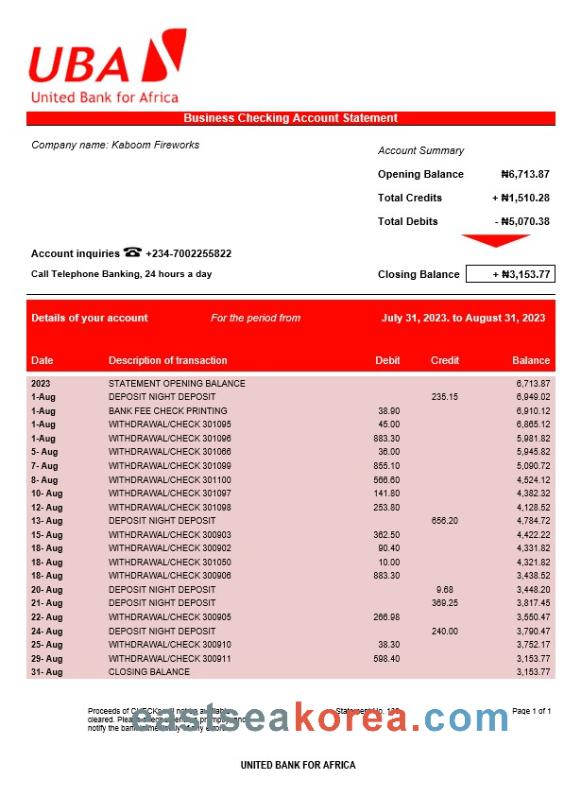 UBA
United Bank for Africa
Business Checking Account Statement
Company name: Kaboom Fireworks
Account Summary
Opening Balance ₦6,713.87
Total Credits + ₦1,510.28
Total Debits - ₦5,070.38
Account inquiries ☎ +234-7002255822
Call Telephone Banking, 24 hours a day
Closing Balance + ₦3,153.77
Details of your account For the period from July 31, 2023. to August 31, 2023
Date Description of transaction Debit Credit Balance
2023 STATEMENT OPENING BALANCE 6,713.87
1-Aug DEPOSIT NIGHT DEPOSIT 235.15 6,949.02
1-Aug BANK FEE CHECK PRINTING 38.90 6,910.12
1-Aug WITHDRAWAL/CHECK 301095 45.00 6,865.12
1-Aug WITHDRAWAL/CHECK 301096 883.30 5,981.82
5- Aug WITHDRAWAL/CHECK 301066 36.00 5,945.82
7- Aug WITHDRAWAL/CHECK 301099 855.10 5,090.72
8- Aug WITHDRAWAL/CHECK 301100 566.60 4,524.12
10- Aug WITHDRAWAL/CHECK 301097 141.80 4,382.32
12- Aug WITHDRAWAL/CHECK 301098 253.80 4,128.52
13- Aug DEPOSIT NIGHT DEPOSIT 656.20 4,784.72
15- Aug WITHDRAWAL/CHECK 300903 362.50 4,422.22
18- Aug WITHDRAWAL/CHECK 300902 90.40 4,331.82
18- Aug WITHDRAWAL/CHECK 301050 10.00 4,321.82
18- Aug WITHDRAWAL/CHECK 300906 883.30 3,438.52
20- Aug DEPOSIT NIGHT DEPOSIT 9.68 3,448.20
21- Aug DEPOSIT NIGHT DEPOSIT 369.25 3,817.45
22- Aug WITHDRAWAL/CHECK 300905 266.98 3,550.47
24- Aug DEPOSIT NIGHT DEPOSIT 240.00 3,790.47
25- Aug WITHDRAWAL/CHECK 300910 38.30 3,752.17
29- Aug WITHDRAWAL/CHECK 300911 598.40 3,153.77
31- Aug CLOSING BALANCE 3,153.77
Proceeds of Statement No. Page 1 of 1
eastseakorea.com
cleared.
notify the bank
UNITED BANK FOR AFRICA